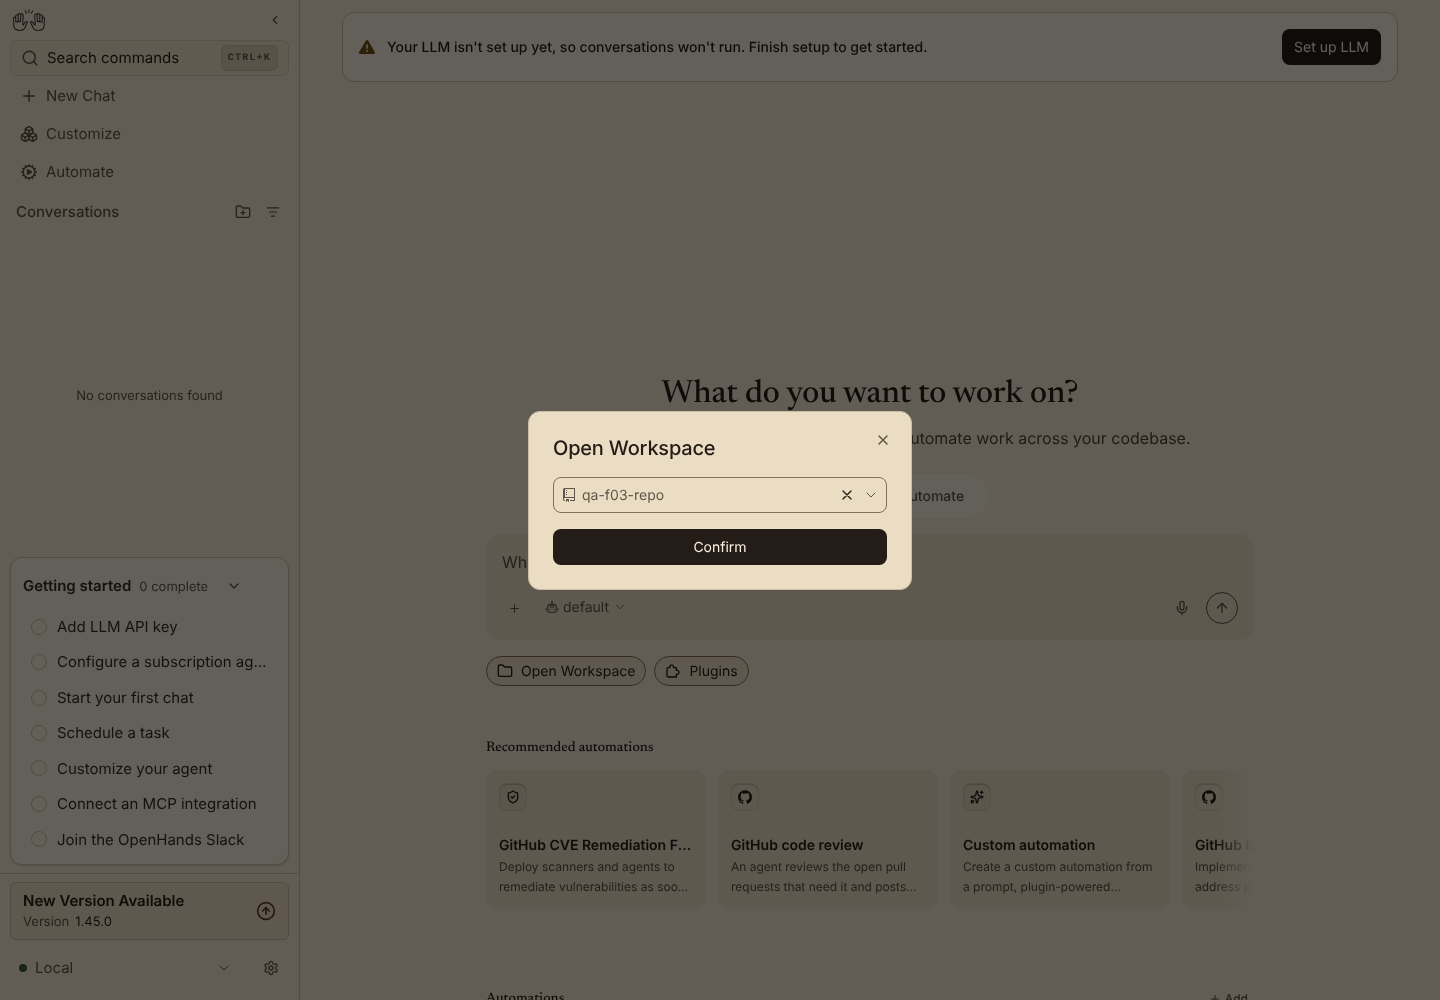 Search commands CTRL+K
New Chat
Customize
Automate
Conversations
No conversations found
Getting started 0 complete
Add LLM API key
Configure a subscription ag...
Start your first chat
Schedule a task
Customize your agent
Connect an MCP integration
Join the OpenHands Slack
New Version Available
Version 1.45.0
Local
Your LLM isn't set up yet, so conversations won't run. Finish setup to get started.
Set up LLM
What do you want to work on?
utomate work across your codebase.
utomate
Open Workspace
qa-f03-repo
Confirm
Wh
default
Open Workspace
Plugins
Recommended automations
GitHub CVE Remediation F...
Deploy scanners and agents to
remediate vulnerabilities as soo...
GitHub code review
An agent reviews the open pull
requests that need it and posts...
Custom automation
Create a custom automation from
a prompt, plugin-powered...
GitHub
Implemen
address
Automations
Add